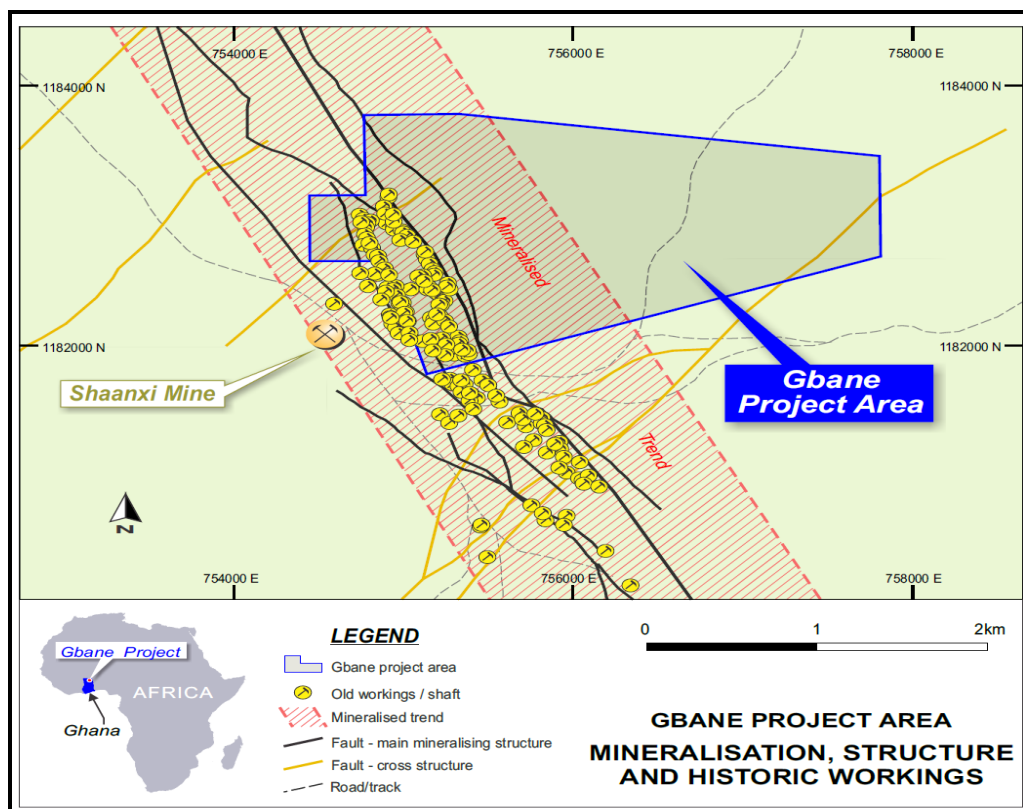 754000 E
756000 E
758000 E
1184000 N
1184000 N
Mineralised
1182000 N
1182000 N
Shaanxi Mine
Gbane
Project Area
Trend
N
754000 E
756000 E
758000 E
Gbane Project
AFRICA
Ghana
LEGEND
Gbane project area
Old workings / shaft
Mineralised trend
Fault - main mineralising structure
Fault - cross structure
Road/track
0 1 2km
GBANE PROJECT AREA
MINERALISATION, STRUCTURE
AND HISTORIC WORKINGS